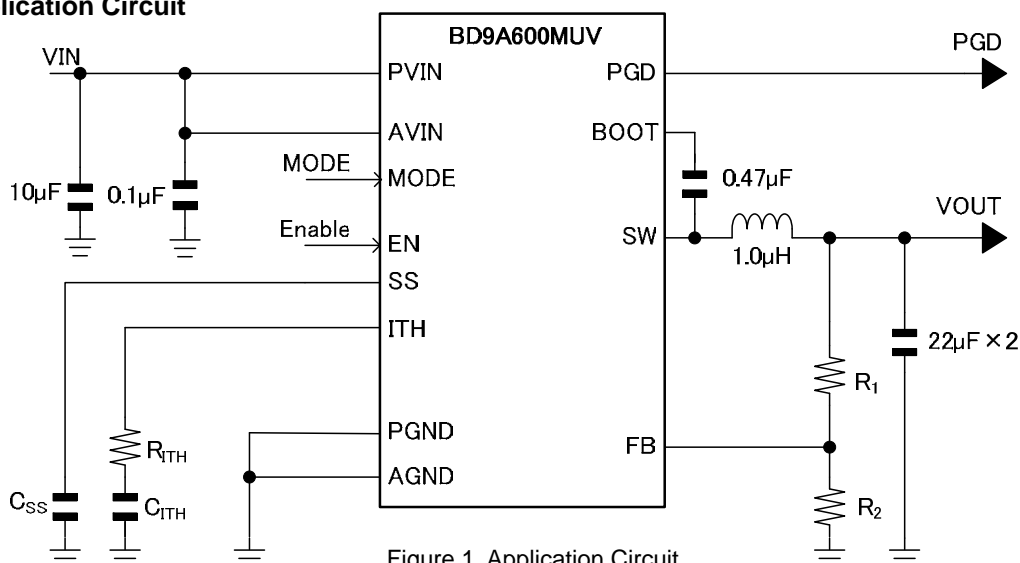 plication Circuit
BD9A600MUV
VIN
PVIN
PGD
PGD
AVIN
BOOT
MODE
MODE
10µF
0.1µF
0.47µF
VOUT
Enable
EN
SW
1.0µH
SS
ITH
22µF × 2
R1
PGND
FB
RITH
AGND
CSS
CITH
R2
Figure 1. Application Circuit